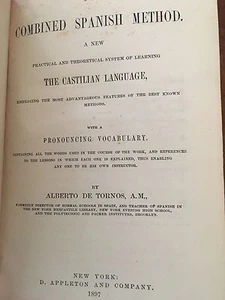 COMBINED SPANISH METHOD.
A NEW
PRACTICAL AND THEORETICAL SYSTEM OF LEARNING
THE CASTILIAN LANGUAGE,
EMBRACING THE MOST ADVANTAGEOUS FEATURES OF THE BEST KNOWN
METHODS.
WITH A
PRONOUNCING VOCABULARY,
CONTAINING ALL THE WORDS USED IN THE COURSE OF THE WORK, AND REFERENCES
TO THE LESSONS IN WHICH EACH ONE IS EXPLAINED, THUS ENABLING
ANY ONE TO BE HIS OWN INSTRUCTOR.
BY
ALBERTO DE TORNOS, A.M.,
FORMERLY DIRECTOR OF NORMAL SCHOOLS IN SPAIN, AND TEACHER OF SPANISH IN
THE NEW YORK MERCANTILE LIBRARY, NEW YORK EVENING HIGH SCHOOL,
AND THE POLYTECHNIC AND PACKER INSTITUTES, BROOKLYN.
NEW YORK:
D. APPLETON AND COMPANY.
1897